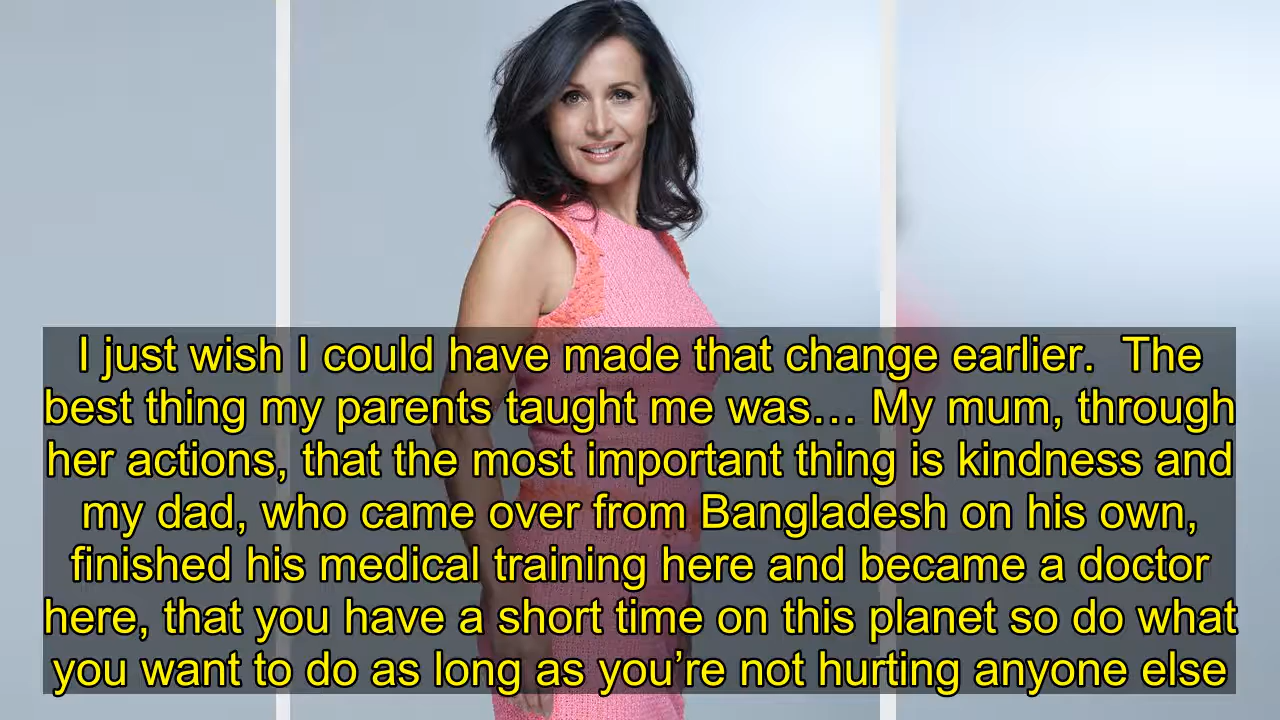 I just wish I could have made that change earlier.  The
best thing my parents taught me was… My mum, through
her actions, that the most important thing is kindness and
my dad, who came over from Bangladesh on his own,
finished his medical training here and became a doctor
here, that you have a short time on this planet so do what
you want to do as long as you’re not hurting anyone else